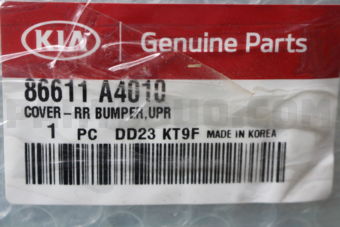 KIA
Genuine Parts
86611 A4010
COVER-RR BUMPER,UPR
1 PC DD23 KT9F MADE IN KOREA